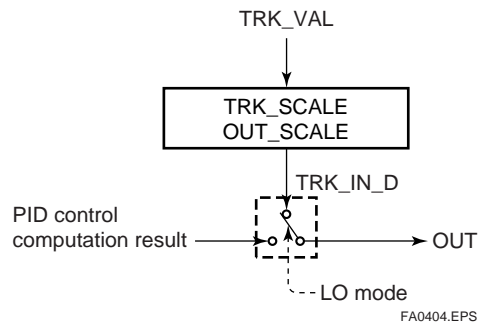 TRK_VAL
TRK_SCALE
OUT_SCALE
TRK_IN_D
PID control
computation result
OUT
LO mode
FA0404.EPS